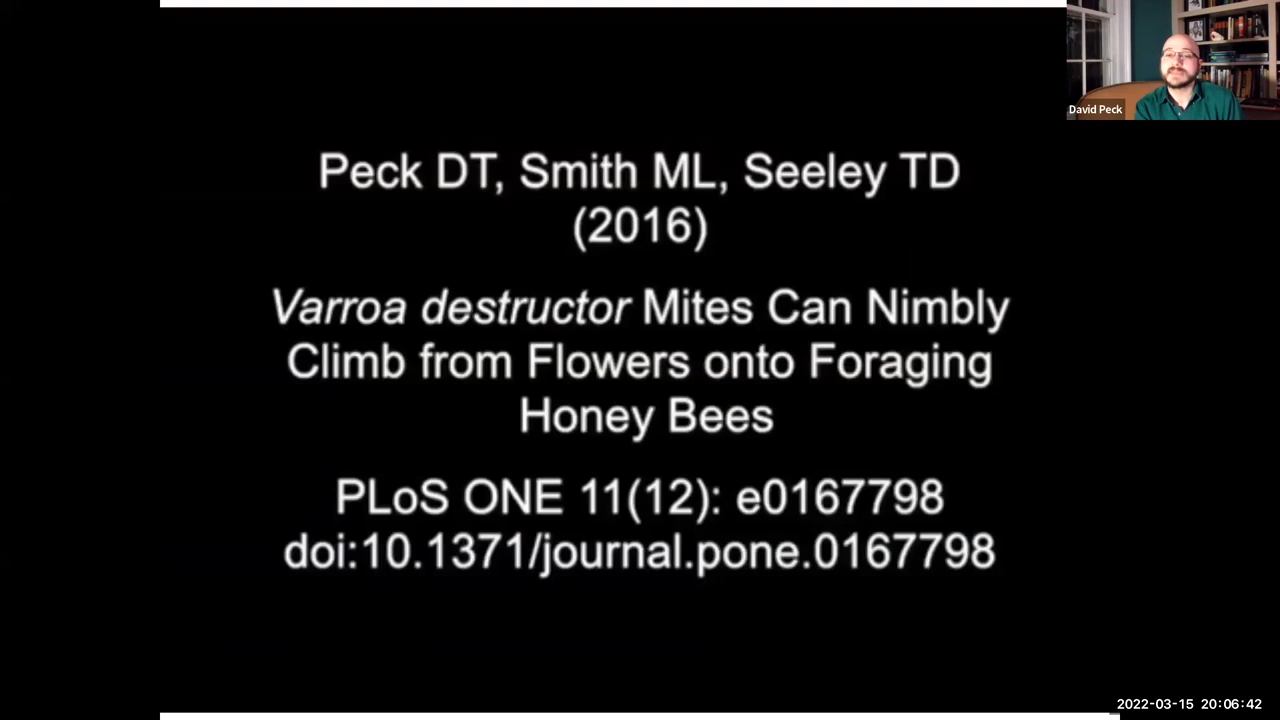 David Peck
Peck DT, Smith ML, Seeley TD
(2016)
Varroa destructor Mites Can Nimbly
Climb from Flowers onto Foraging
Honey Bees
PLoS ONE 11(12): e0167798
doi:10.1371/journal.pone.0167798
2022-03-15 20:06:42